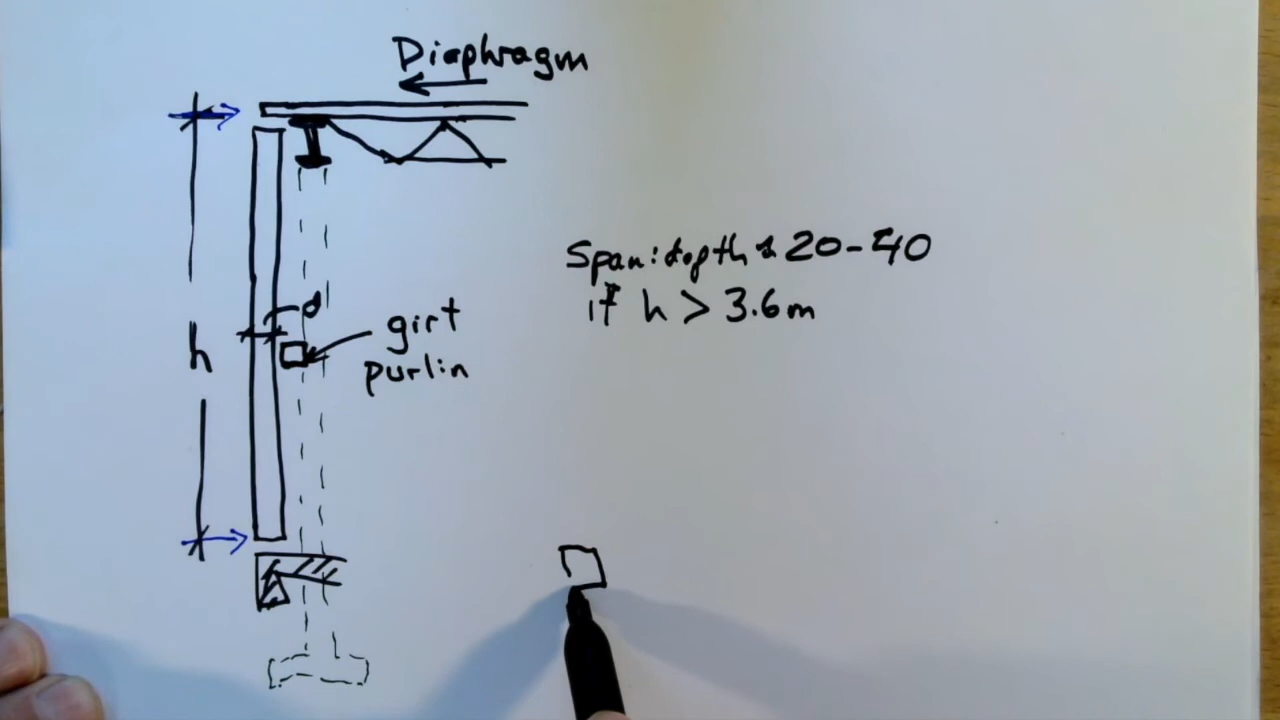 Diaphragm
Span:depth ≈ 20-40
if h > 3.6m
d
girt
purlin
h